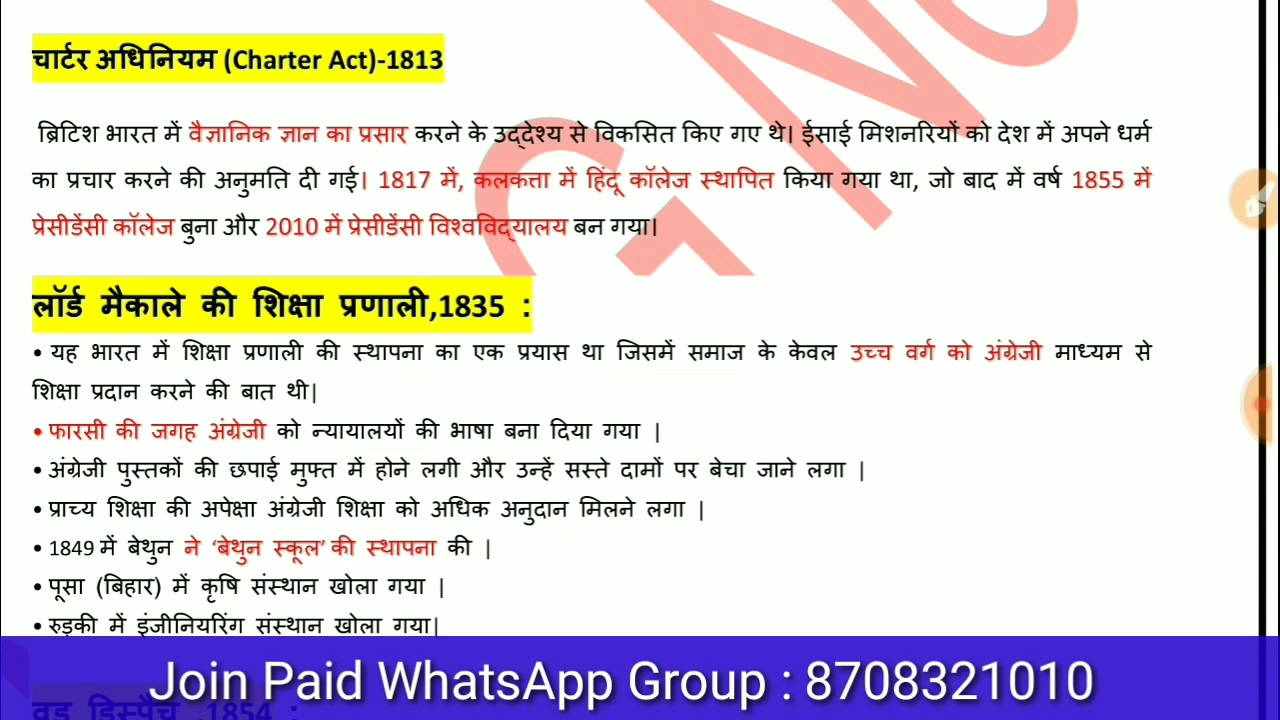 चार्टर अधिनियम (Charter Act)-1813
ब्रिटिश भारत में वैज्ञानिक ज्ञान का प्रसार करने के उद्देश्य से विकसित किए गए थे। ईसाई मिशनरियों को देश में अपने धर्म
का प्रचार करने की अनुमति दी गई। 1817 में, कलकत्ता में हिंदू कॉलेज स्थापित किया गया था, जो बाद में वर्ष 1855 में
प्रेसीडेंसी कॉलेज बुना और 2010 में प्रेसीडेंसी विश्वविद्यालय बन गया।
लॉर्ड मैकाले की शिक्षा प्रणाली,1835 :
• यह भारत में शिक्षा प्रणाली की स्थापना का एक प्रयास था जिसमें समाज के केवल उच्च वर्ग को अंग्रेजी माध्यम से
शिक्षा प्रदान करने की बात थी|
• फारसी की जगह अंग्रेजी को न्यायालयों की भाषा बना दिया गया |
• अंग्रेजी पुस्तकों की छपाई मुफ्त में होने लगी और उन्हें सस्ते दामों पर बेचा जाने लगा |
• प्राच्य शिक्षा की अपेक्षा अंग्रेजी शिक्षा को अधिक अनुदान मिलने लगा |
• 1849 में बेथुन ने ‘बेथुन स्कूल’ की स्थापना की |
• पूसा (बिहार) में कृषि संस्थान खोला गया |
• रुड़की में इंजीनियरिंग संस्थान खोला गया|
Join Paid WhatsApp Group : 8708321010
वुड डिस्पैच ,1854 :